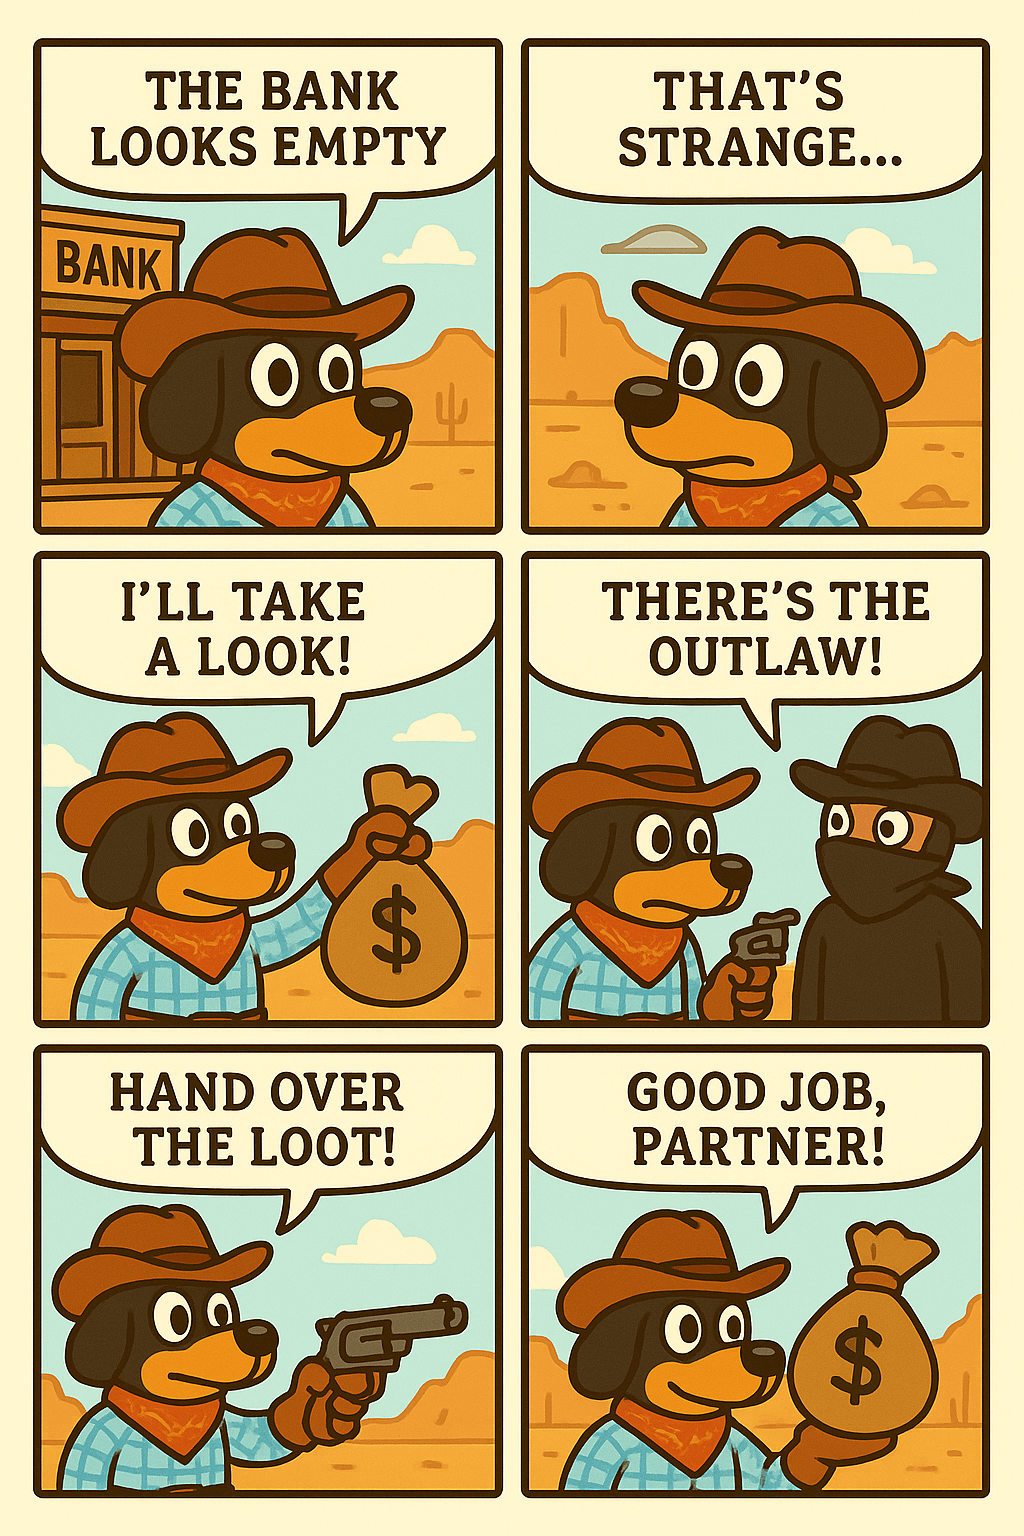 THE BANK
LOOKS EMPTY
BANK
THAT'S
STRANGE...
I'LL TAKE
A LOOK!
$
THERE'S THE
OUTLAW!
HAND OVER
THE LOOT!
GOOD JOB,
PARTNER!
$